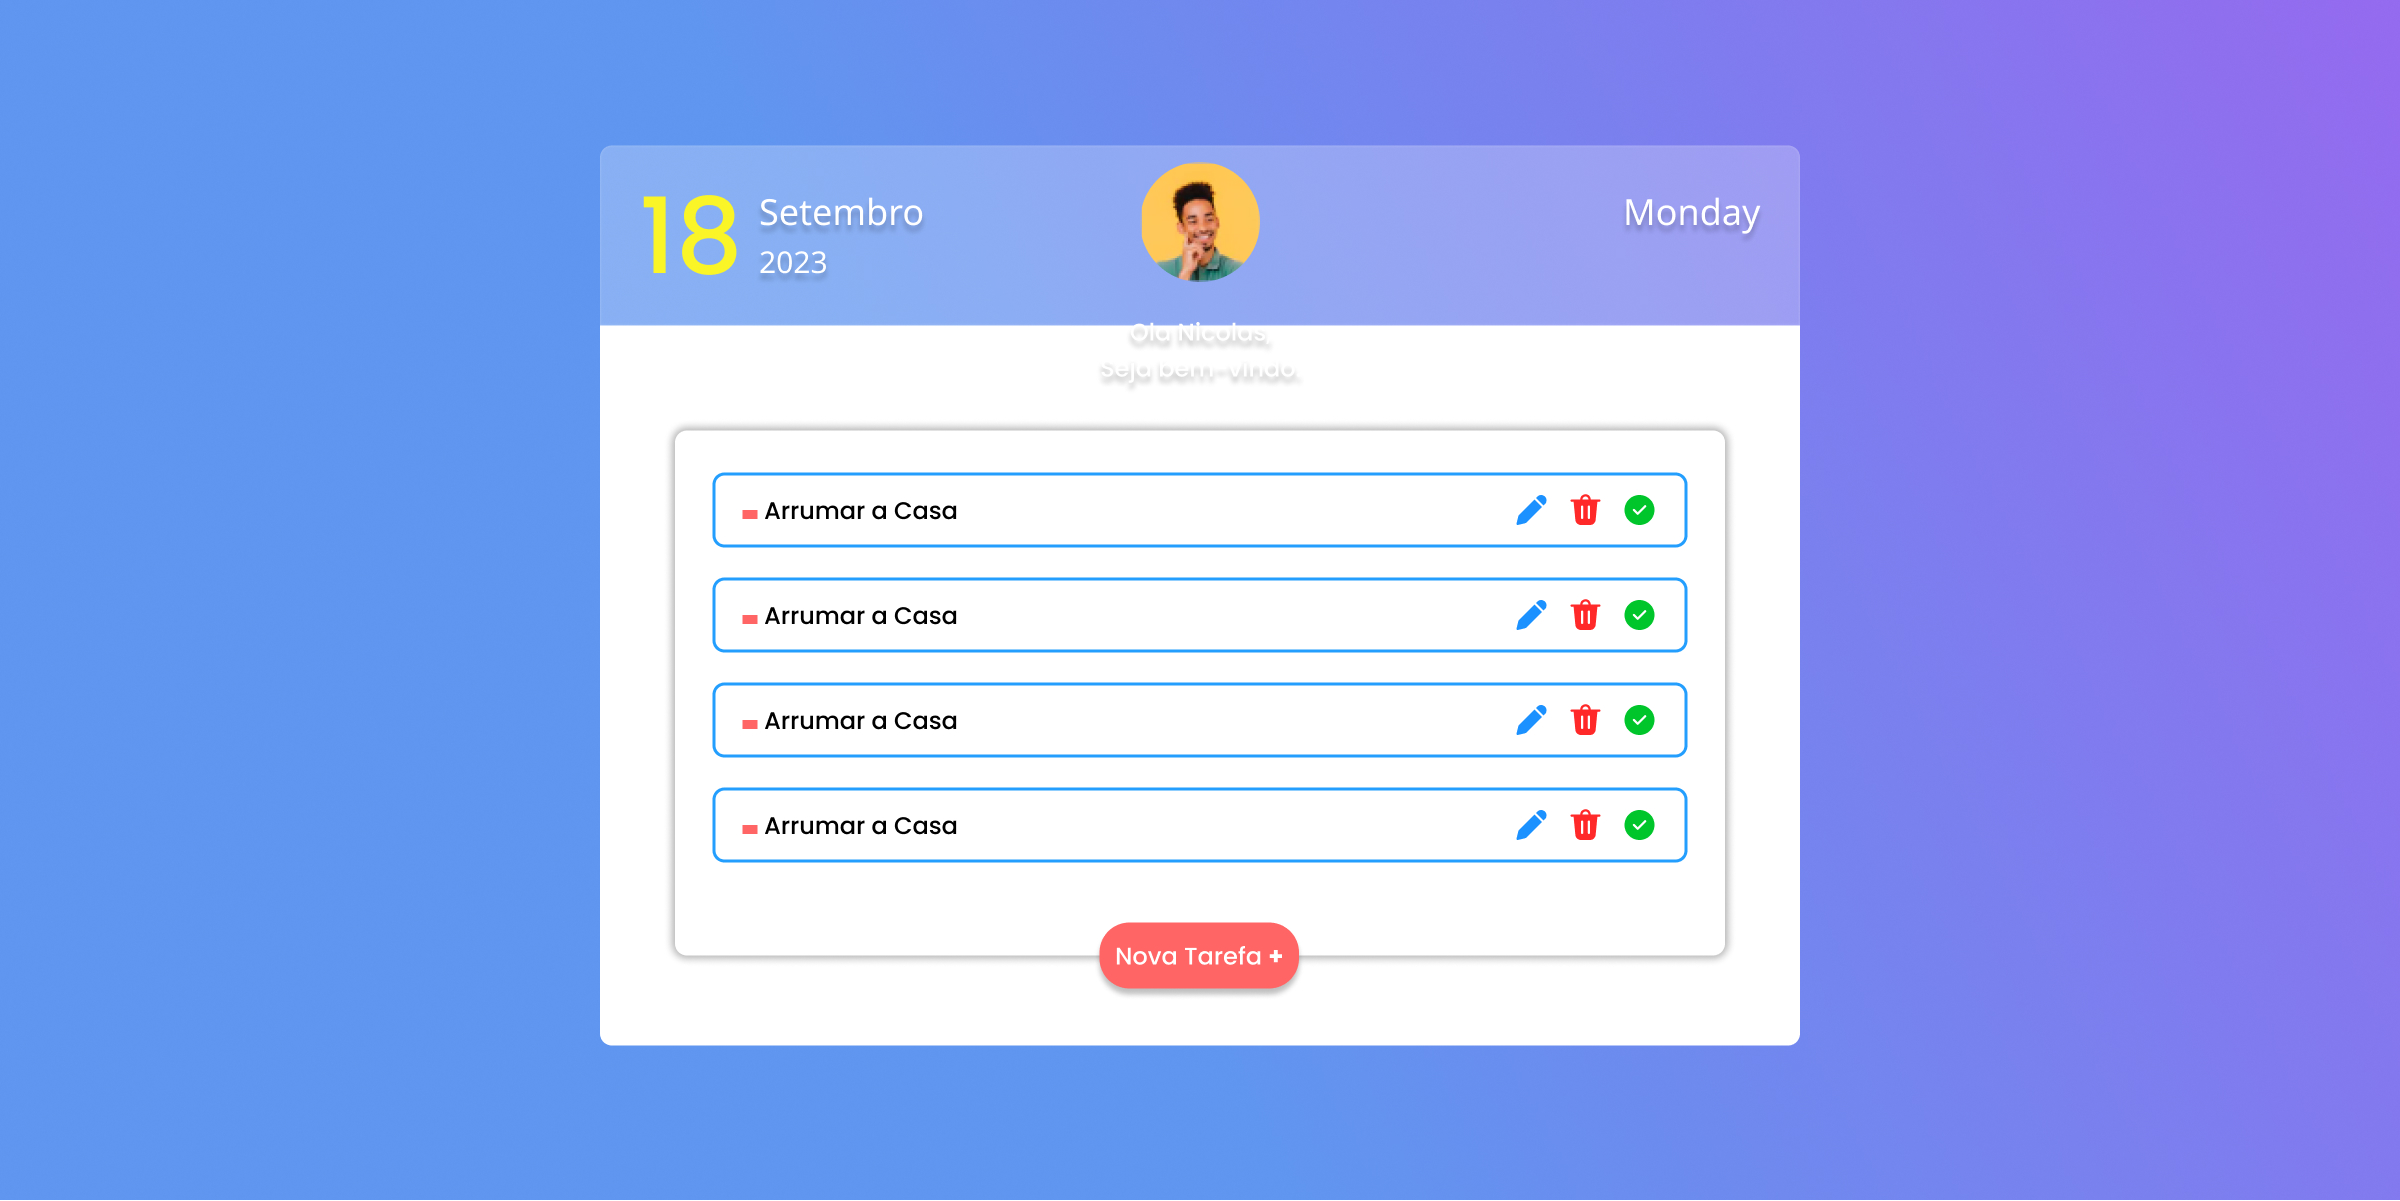 18
Setembro
2023
Monday
Ola Nicolas,
Seja bem-vindo.
Arrumar a Casa
Arrumar a Casa
Arrumar a Casa
Arrumar a Casa
Nova Tarefa +